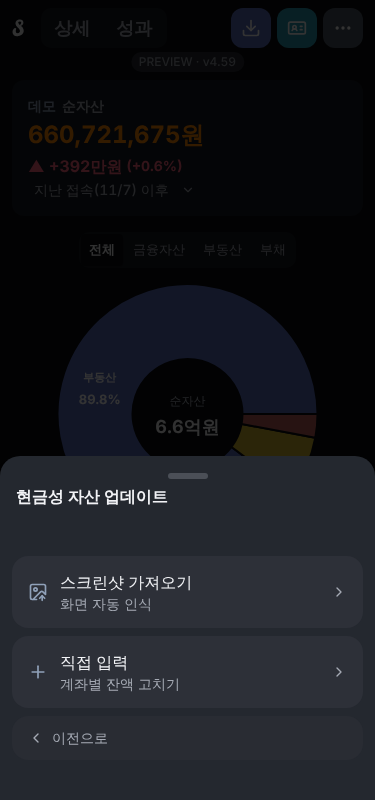 상세 성과
PREVIEW · v4.59
데모 순자산
660,721,675원
▲ +392만원 (+0.6%)
지난 접속(11/7) 이후
전체 금융자산 부동산 부채
부동산
89.8%
순자산
6.6억원
현금성 자산 업데이트
스크린샷 가져오기
화면 자동 인식
직접 입력
계좌별 잔액 고치기
이전으로